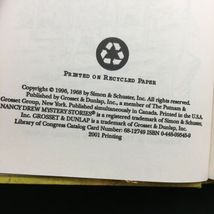 PRINTED ON RECYCLED PAPER
Copyright © 1996, 1968 by Simon & Schuster, Inc. All rights reserved.
Published by Grosset & Dunlap, Inc., a member of The Putnam &
Grosset Group, New York. Published simultaneously in Canada. Printed in the U.S.A.
NANCY DREW MYSTERY STORIES® is a registered trademark of Simon & Schuster,
Inc. GROSSET & DUNLAP is a trademark of Grosset & Dunlap, Inc.
Library of Congress Catalog Card Number: 68-12749 ISBN 0-448-09545-0
2001 Printing